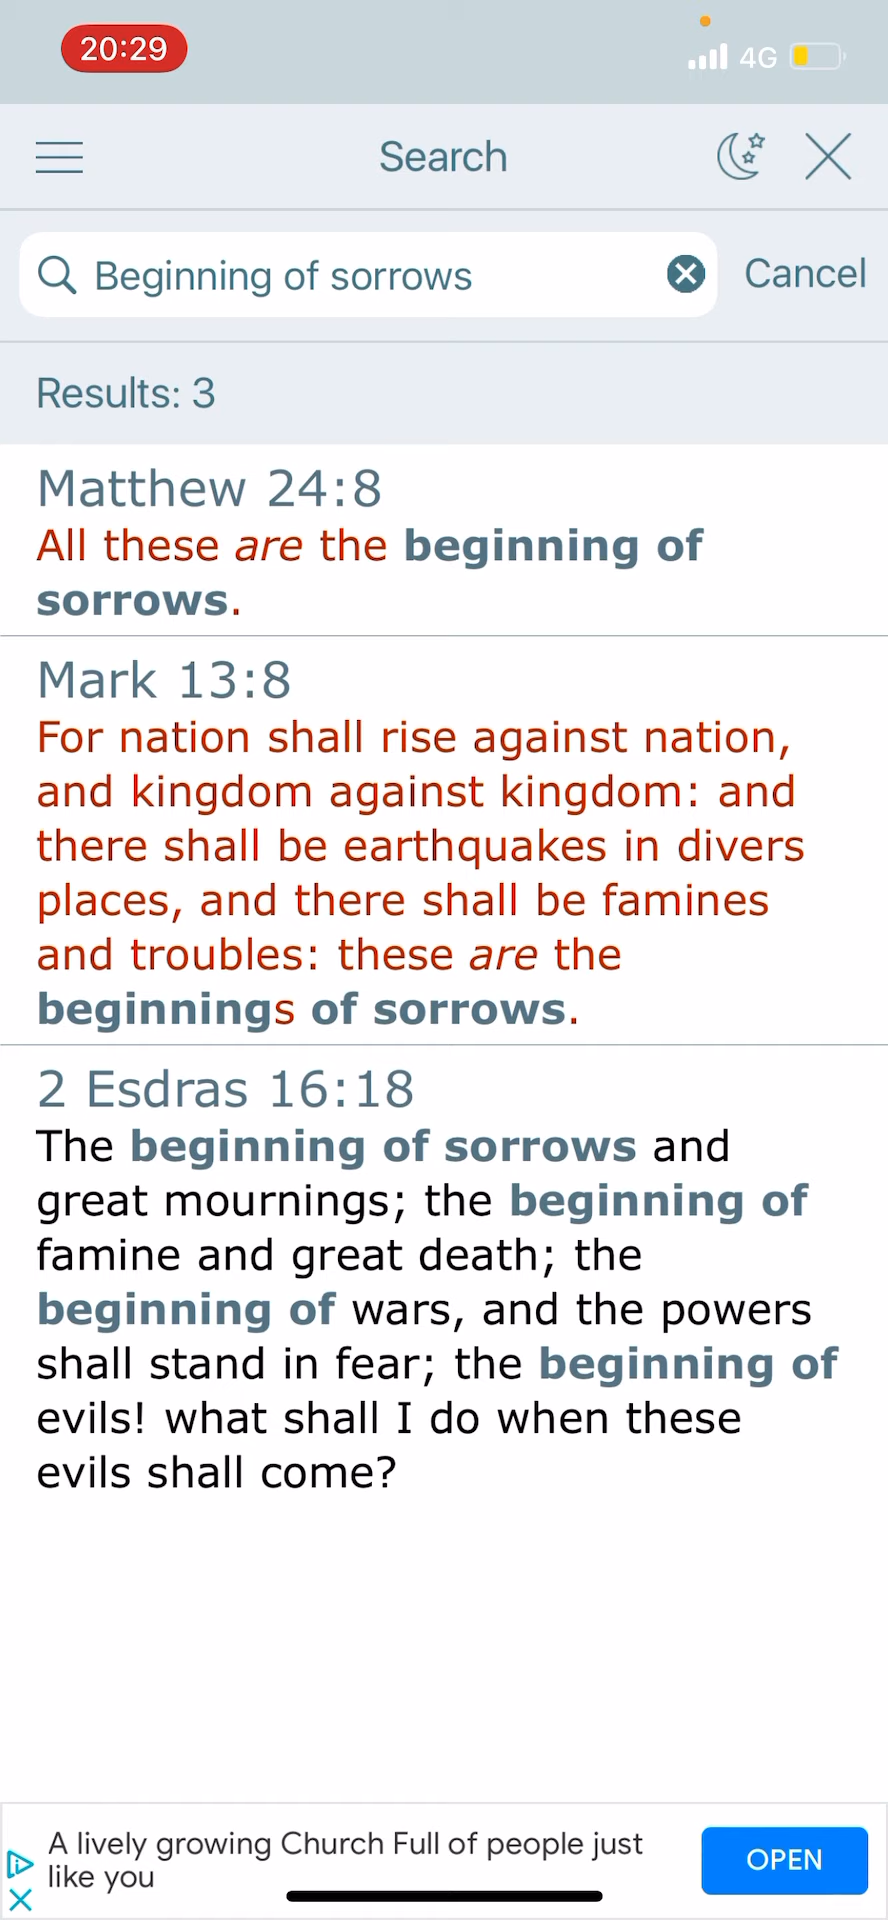 20:29
4G
Search
Beginning of sorrows
Cancel
Results: 3
Matthew 24:8
All these are the beginning of
sorrows.
Mark 13:8
For nation shall rise against nation,
and kingdom against kingdom: and
there shall be earthquakes in divers
places, and there shall be famines
and troubles: these are the
beginnings of sorrows.
2 Esdras 16:18
The beginning of sorrows and
great mournings; the beginning of
famine and great death; the
beginning of wars, and the powers
shall stand in fear; the beginning of
evils! what shall I do when these
evils shall come?
A lively growing Church Full of people just
like you
OPEN